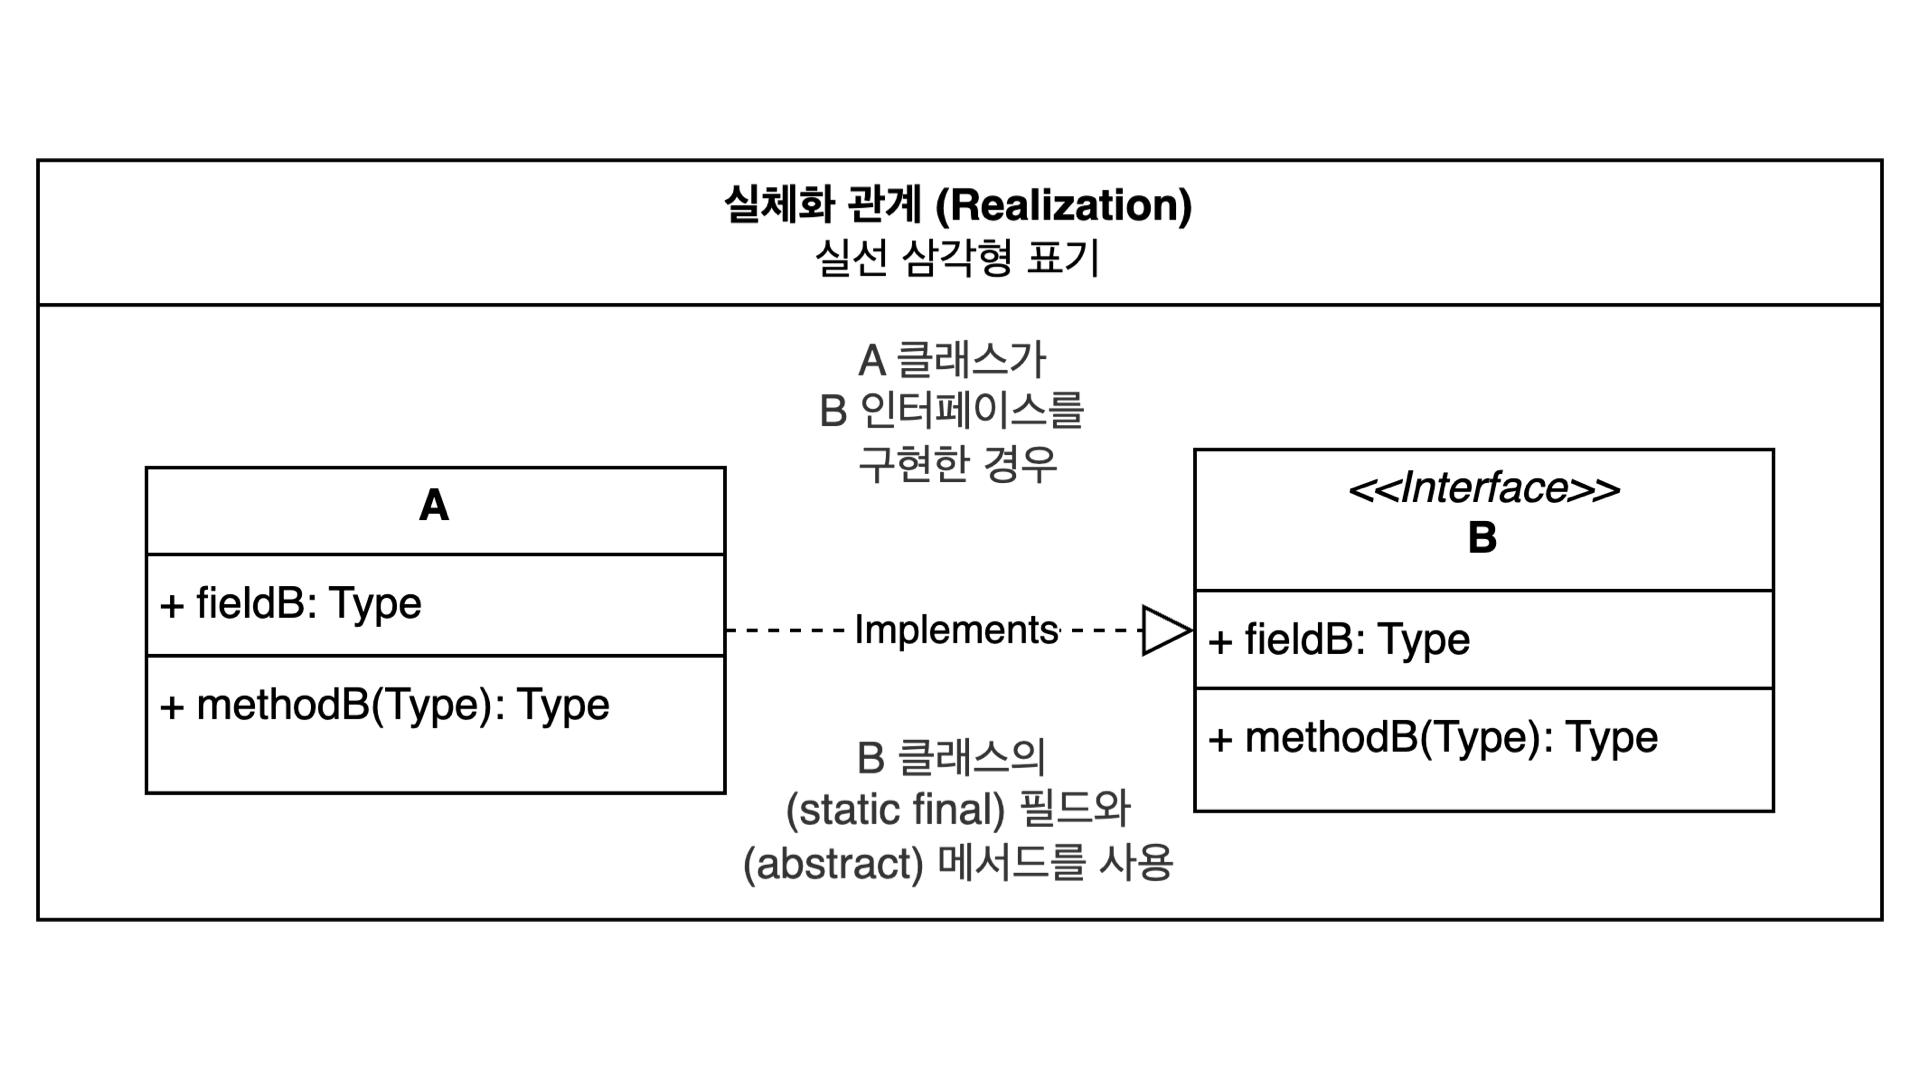 실체화 관계 (Realization)
실선 삼각형 표기
A 클래스가
B 인터페이스를
구현한 경우
A
+ fieldB: Type
+ methodB(Type): Type
Implements
<<Interface>>
B
+ fieldB: Type
+ methodB(Type): Type
B 클래스의
(static final) 필드와
(abstract) 메서드를 사용